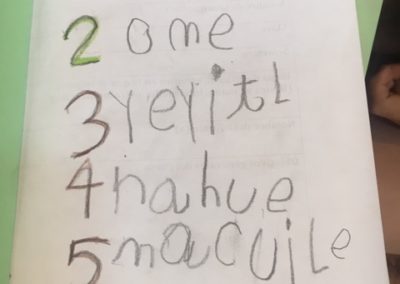 2 ome
3 yeyitl
4 nahue
5 macuile